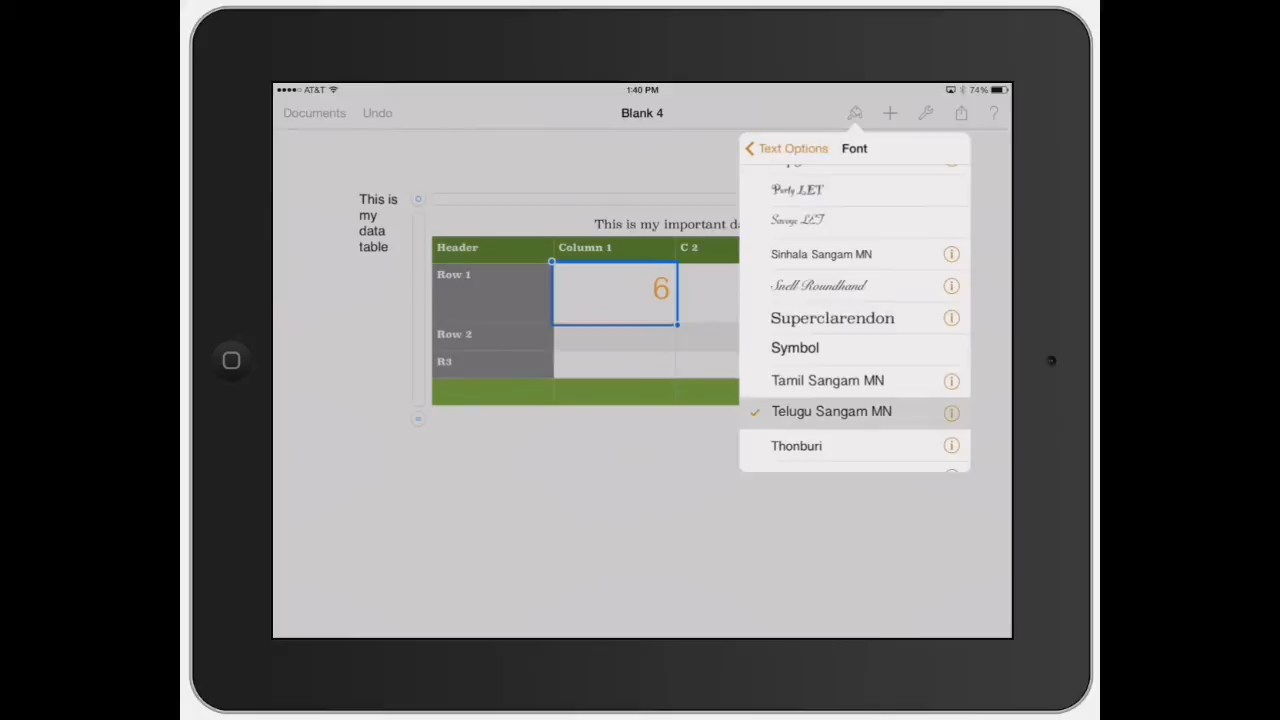 AT&T
1:40 PM
74%
Documents
Undo
Blank 4
?
Text Options
Font
Party LET
Savoye LET
Sinhala Sangam MN
Snell Roundhand
Superclarendon
Symbol
Tamil Sangam MN
Telugu Sangam MN
Thonburi
This is
my
data
table
This is my important da
Header
Column 1
C 2
Row 1
6
Row 2
R3